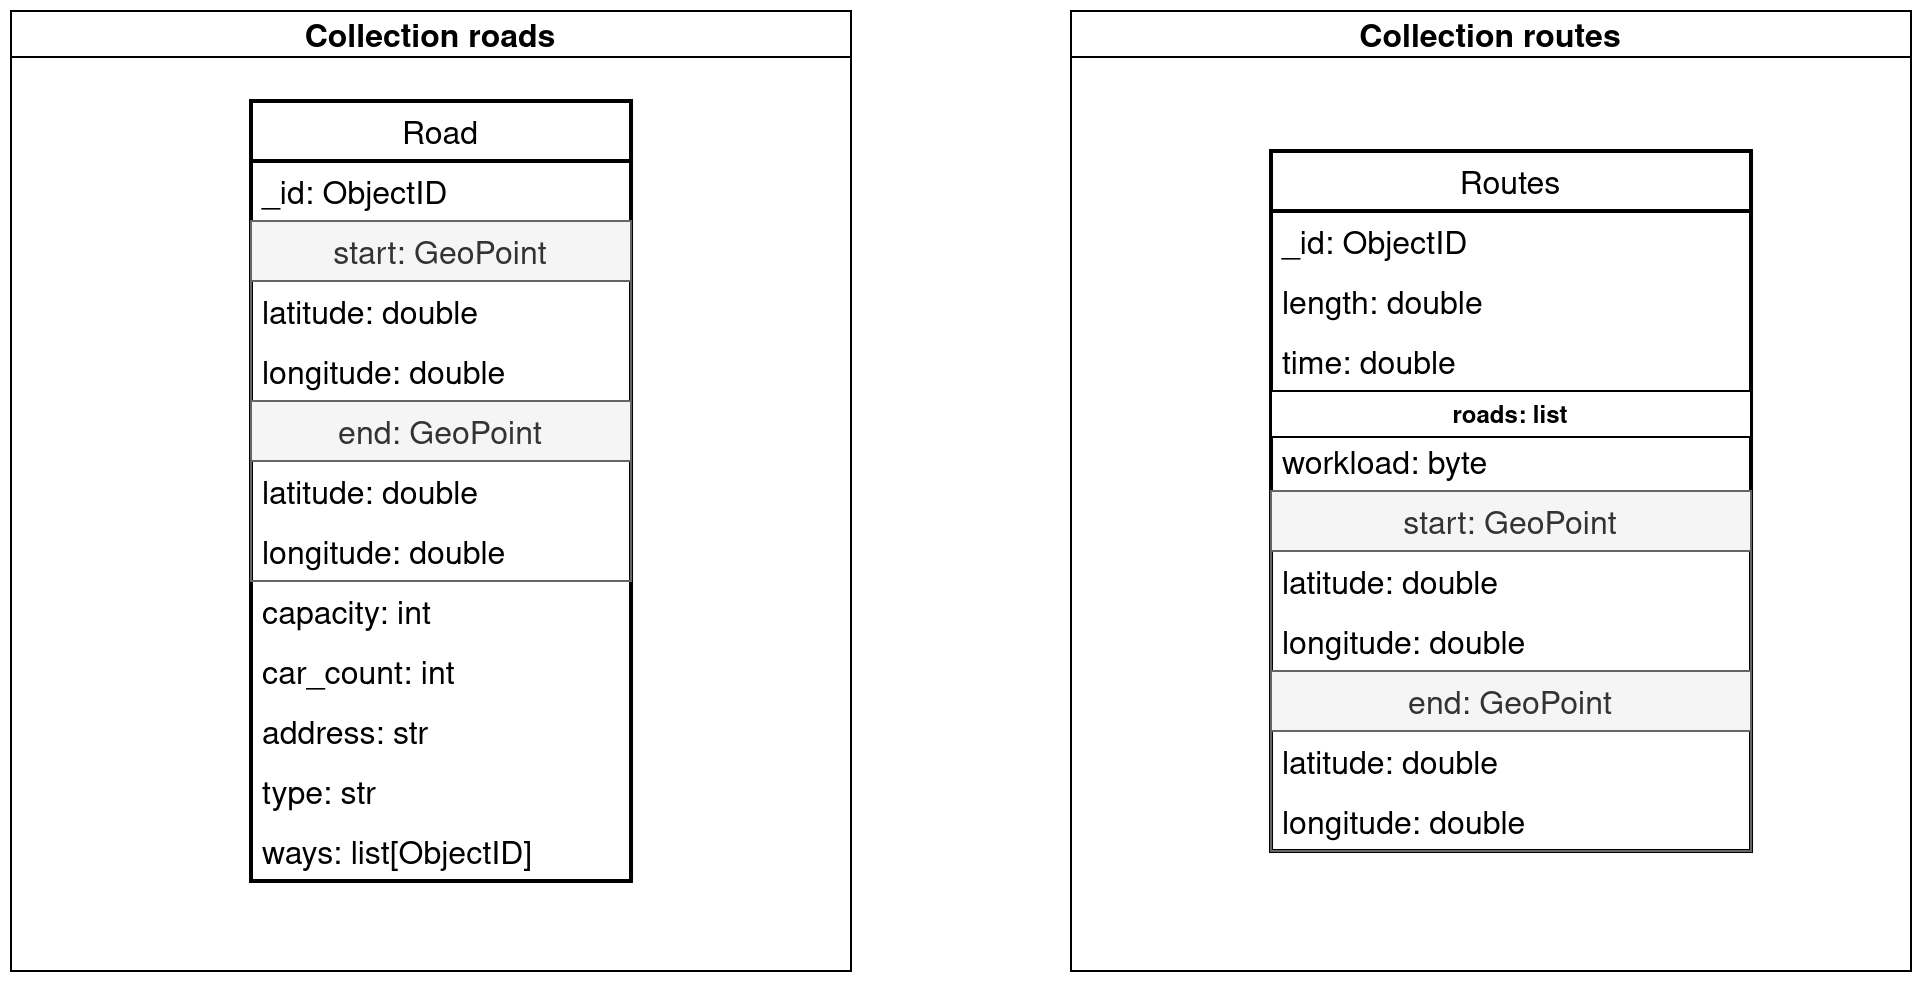 Collection roads
Road
_id: ObjectID
start: GeoPoint
latitude: double
longitude: double
end: GeoPoint
latitude: double
longitude: double
capacity: int
car_count: int
address: str
type: str
ways: list[ObjectID]
Collection routes
Routes
_id: ObjectID
length: double
time: double
roads: list
workload: byte
start: GeoPoint
latitude: double
longitude: double
end: GeoPoint
latitude: double
longitude: double